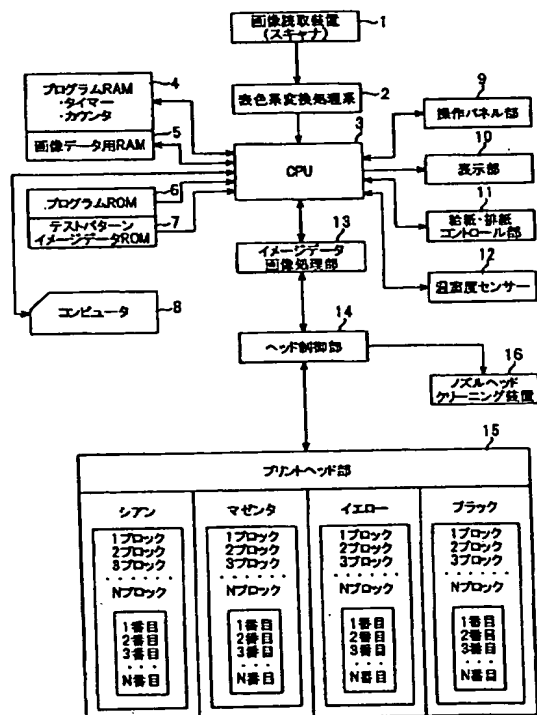 画像読取装置
(スキャナ)
1
表色系変換処理系
2
プログラムRAM
・タイマー
・カウンタ
4
画像データ用RAM
5
プログラムROM
6
テストパターン
イメージデータROM
7
コンピュータ
8
CPU
3
操作パネル部
9
表示部
10
給紙・排紙
コントロール部
11
温室度センサー
12
イメージデータ
画像処理部
13
ヘッド制御部
14
ノズルヘッド
クリーニング装置
16
プリントヘッド部
15
シアン
1ブロック
2ブロック
3ブロック
・・・・・
Nブロック
1番目
2番目
3番目
・・・
N番目
マゼンタ
1ブロック
2ブロック
3ブロック
・・・・・
Nブロック
1番目
2番目
3番目
・・・
N番目
イエロー
1ブロック
2ブロック
3ブロック
・・・・・
Nブロック
1番目
2番目
3番目
・・・
N番目
ブラック
1ブロック
2ブロック
3ブロック
・・・・・
Nブロック
1番目
2番目
3番目
・・・
N番目